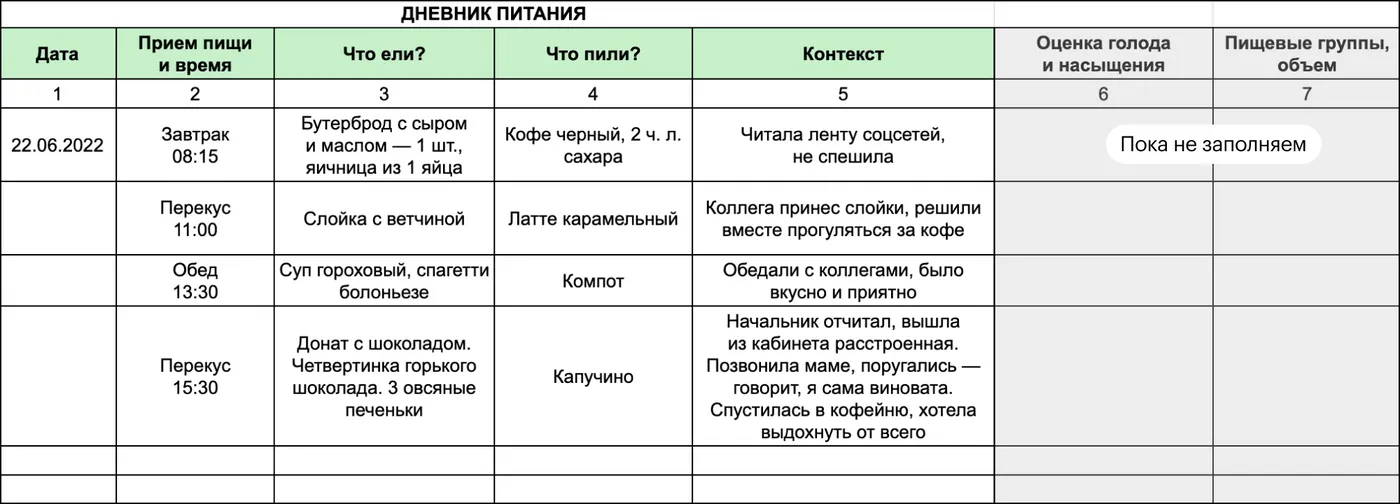 ДНЕВНИК ПИТАНИЯ
Дата
Прием пищи
и время
Что ели?
Что пили?
Контекст
Оценка голода
и насыщения
Пищевые группы,
объем
1
2
3
4
5
6
7
22.06.2022
Завтрак
08:15
Бутерброд с сыром
и маслом — 1 шт.,
яичница из 1 яйца
Кофе черный, 2 ч. л.
сахара
Читала ленту соцсетей,
не спешила
Пока не заполняем
Перекус
11:00
Слойка с ветчиной
Латте карамельный
Коллега принес слойки, решили
вместе прогуляться за кофе
Обед
13:30
Суп гороховый, спагетти
болоньезе
Компот
Обедали с коллегами, было
вкусно и приятно
Перекус
15:30
Донат с шоколадом.
Четвертинка горького
шоколада. 3 овсяные
печеньки
Капучино
Начальник отчитал, вышла
из кабинета расстроенная.
Позвонила маме, поругались —
говорит, я сама виновата.
Спустилась в кофейню, хотела
выдохнуть от всего